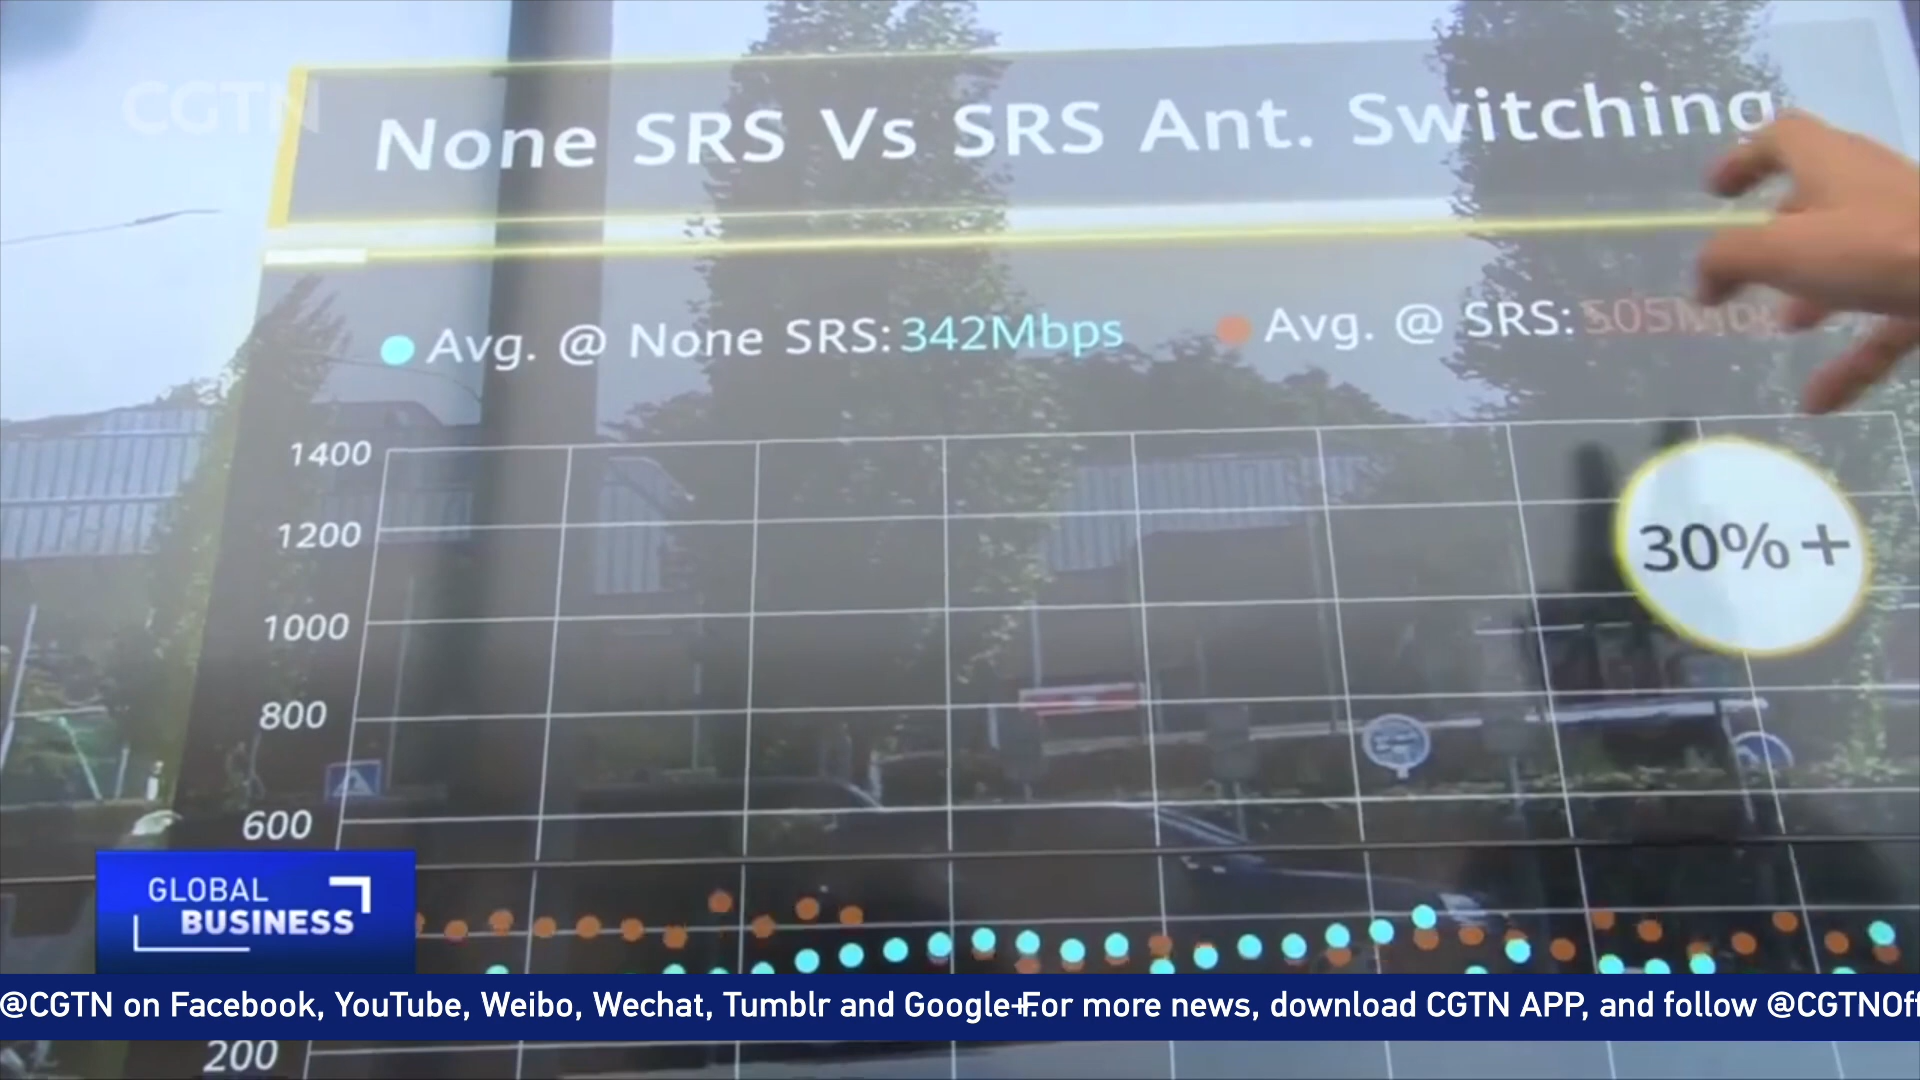 CGTN
None SRS Vs SRS Ant. Switching
Avg. @ None SRS: 342Mbps
Avg. @ SRS:
1400
1200
1000
800
600
200
30%+
GLOBAL
BUSINESS
@CGTN on Facebook, YouTube, Weibo, Wechat, Tumblr and Google+. For more news, download CGTN APP, and follow